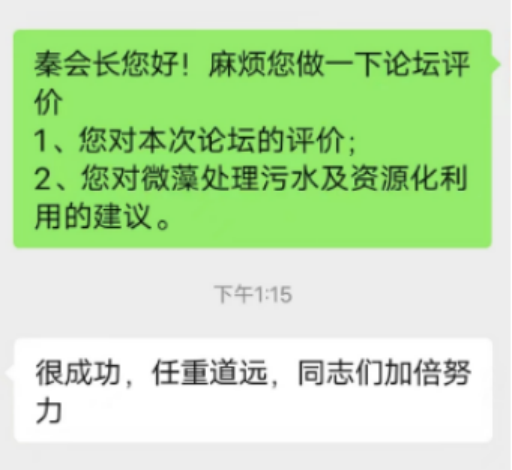 秦会长您好！麻烦您做一下论坛评
价
1、您对本次论坛的评价；
2、您对微藻处理污水及资源化利
用的建议。
下午1:15
很成功，任重道远，同志们加倍努
力